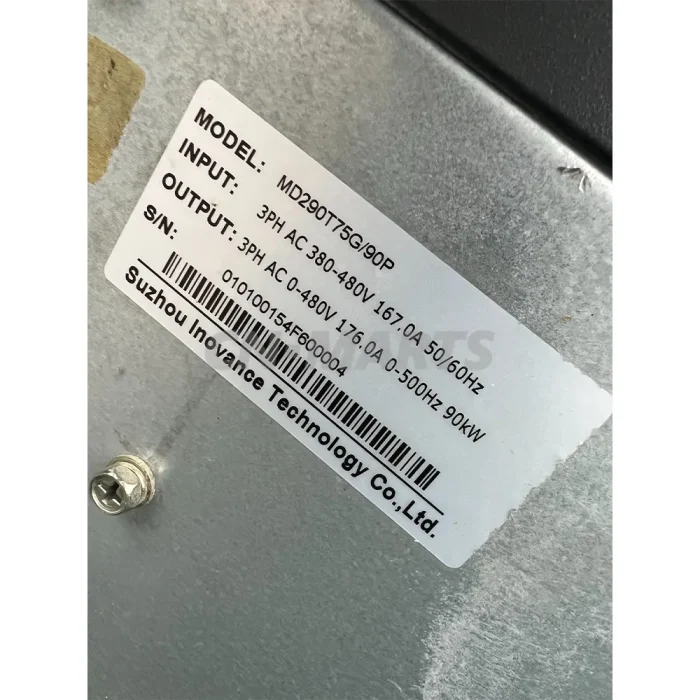 MODEL: MD290T75G/90P
INPUT: 3PH AC 380-480V 167.0A 50/60Hz
OUTPUT: 3PH AC 0-480V 176.0A 0-500Hz 90kW
S/N: 010100154F600004
Suzhou Inovance Technology Co.,Ltd.